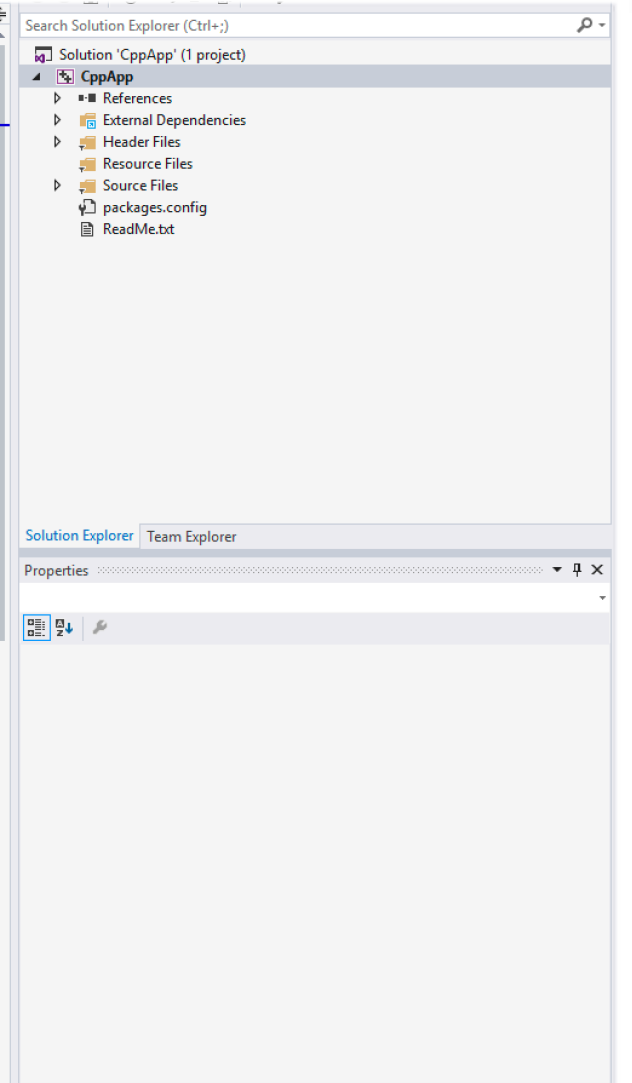 Search Solution Explorer (Ctrl+;)
Solution 'CppApp' (1 project)
CppApp
References
External Dependencies
Header Files
Resource Files
Source Files
packages.config
ReadMe.txt
Solution Explorer Team Explorer
Properties